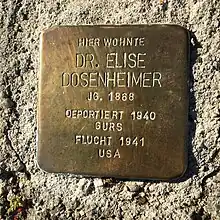 HIER WOHNTE
DR. ELISE
DOSENHEIMER
JG. 1868
DEPORTIERT 1940
GURS
FLUCHT 1941
USA